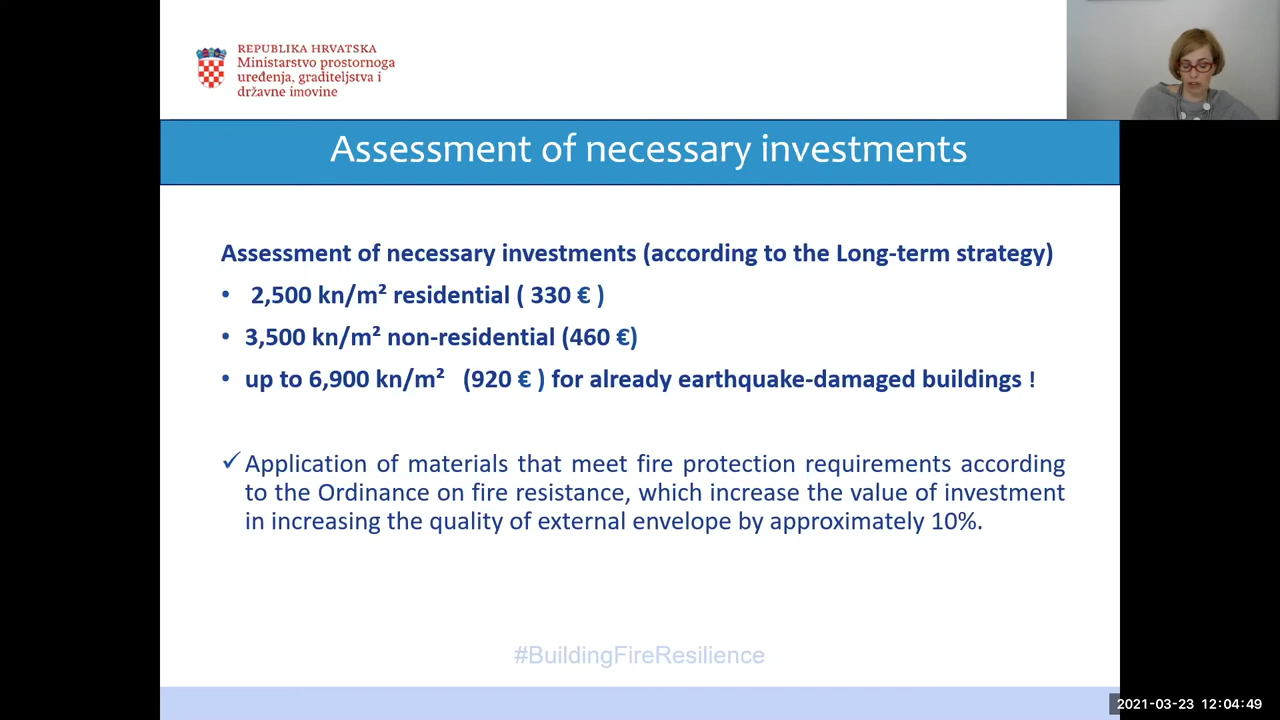 REPUBLIKA HRVATSKA
Ministarstvo prostornoga
uređenja, graditeljstva i
državne imovine
Assessment of necessary investments
Assessment of necessary investments (according to the Long-term strategy)
• 2,500 kn/m² residential ( 330 € )
• 3,500 kn/m² non-residential (460 €)
• up to 6,900 kn/m² (920 € ) for already earthquake-damaged buildings !
✓ Application of materials that meet fire protection requirements according
to the Ordinance on fire resistance, which increase the value of investment
in increasing the quality of external envelope by approximately 10%.
#BuildingFireResilience
2021-03-23 12:04:49